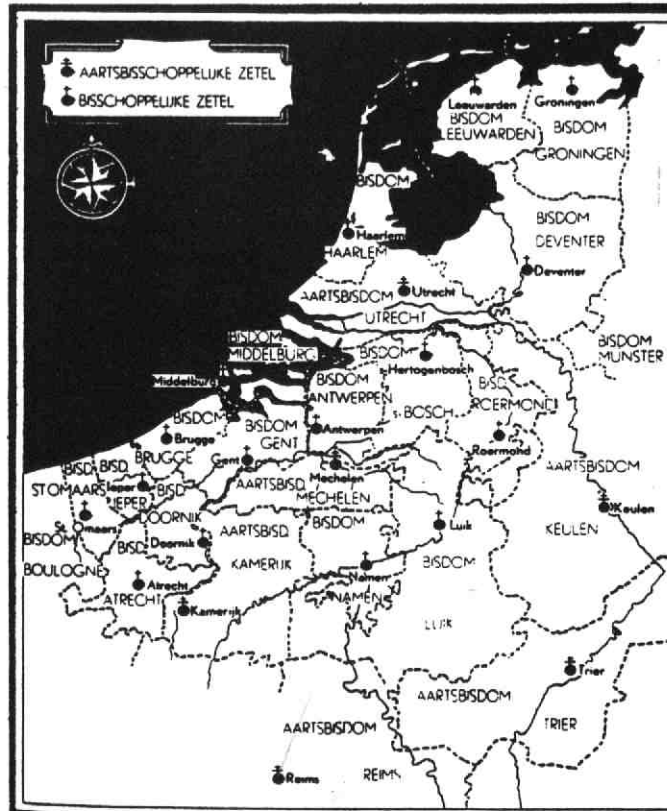 AARTSBISSCHOPPELIJKE ZETEL
BISSCHOPPELIJKE ZETEL
Leeuwarden
BISDOM
LEEUWARDEN
Groningen
BISDOM
GRONINGEN
BISDOM
Haarlem
HAARLEM
BISDOM
DEVENTER
Deventer
AARTSBISDOM
Utrecht
UTRECHT
BISDOM
MIDDELBURG
Middelburg
BISDOM
Hertogenbosch
s-BOSCH
BISDOM
MUNSTER
BISDOM
ANTWERPEN
Antwerpen
BISD.
ROERMOND
Roermond
BISDOM
Brugge
BRUGGE
BISDOM
GENT
Gent
AARTSBISD.
Mechelen
MECHELEN
AARTSBISDOM
Keulen
KEULEN
BISD.
ST OMAARS
St. Omaars
BISD.
Ieper
IEPER
BISD.
DOORNIK
Doornik
BISDOM
BOULOGNE
BISD.
Atrecht
ATRECHT
AARTSBISD.
KAMERIJK
Kamerijk
BISDOM
Namen
NAMEN
Luik
BISDOM
LUIK
AARTSBISDOM
Trier
TRIER
AARTSBISDOM
Reims
REIMS